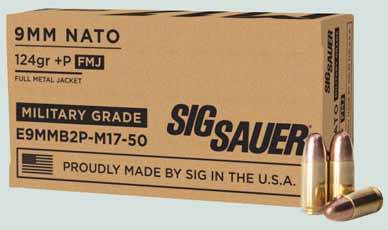 9MM NATO
124gr +P FMJ
FULL METAL JACKET
MILITARY GRADE
E9MMB2P-M17-50
SIG SAUER
PROUDLY MADE BY SIG IN THE U.S.A.